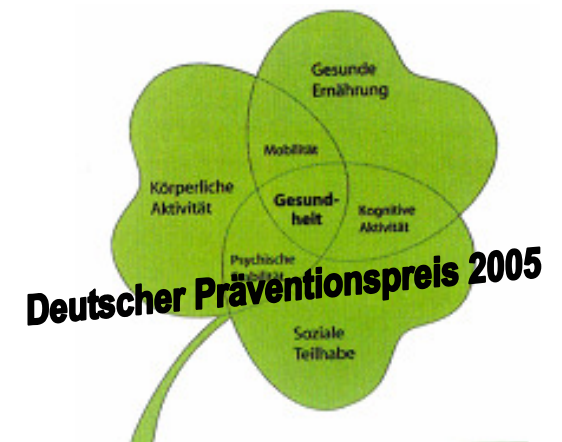 Gesunde
Ernährung
Mobilität
Körperliche
Aktivität
Gesund-
heit
Kognitive
Aktivität
Psychische
Deutscher Präventionspreis 2005
Soziale
Teilhabe